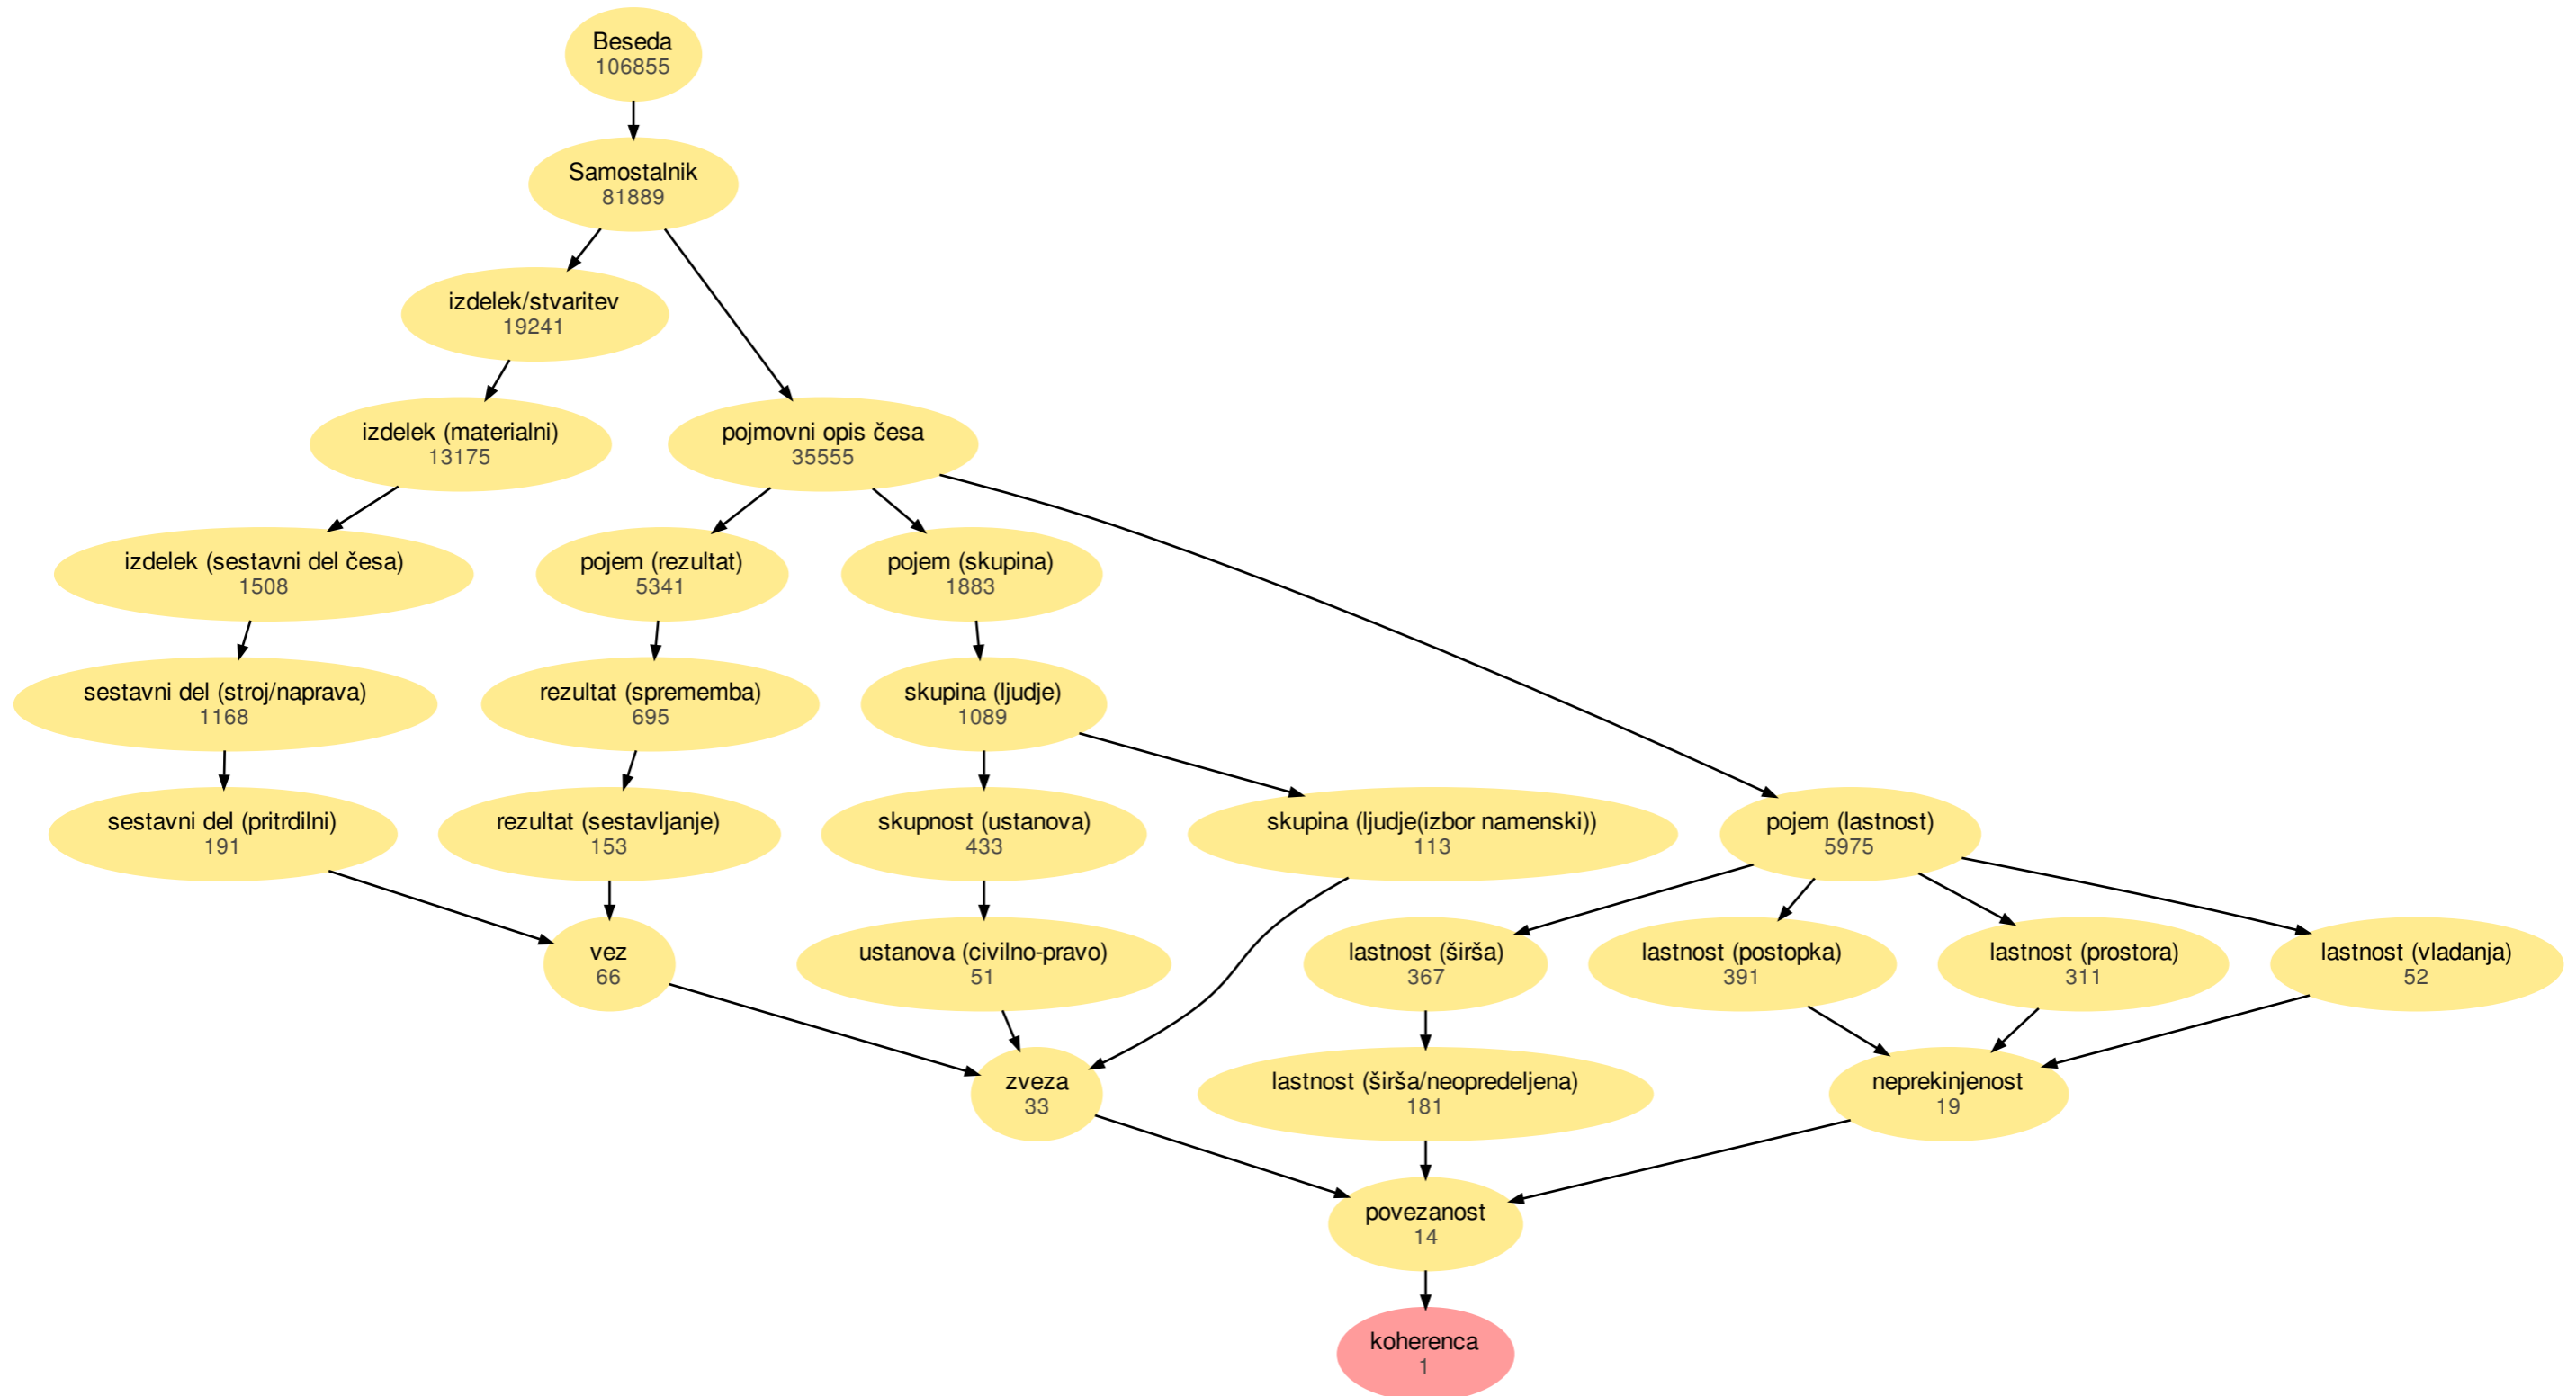 Beseda
106855
Samostalnik
81889
izdelek/stvaritev
19241
izdelek (materialni)
13175
pojmovni opis česa
35555
izdelek (sestavni del česa)
1508
pojem (rezultat)
5341
pojem (skupina)
1883
sestavni del (stroj/naprava)
1168
rezultat (sprememba)
695
skupina (ljudje)
1089
sestavni del (pritrdilni)
191
rezultat (sestavljanje)
153
skupnost (ustanova)
433
skupina (ljudje(izbor namenski))
113
pojem (lastnost)
5975
vez
66
ustanova (civilno-pravo)
51
lastnost (širša)
367
lastnost (postopka)
391
lastnost (prostora)
311
lastnost (vladanja)
52
zveza
33
lastnost (širša/neopredeljena)
181
neprekinjenost
19
povezanost
14
koherenca
1